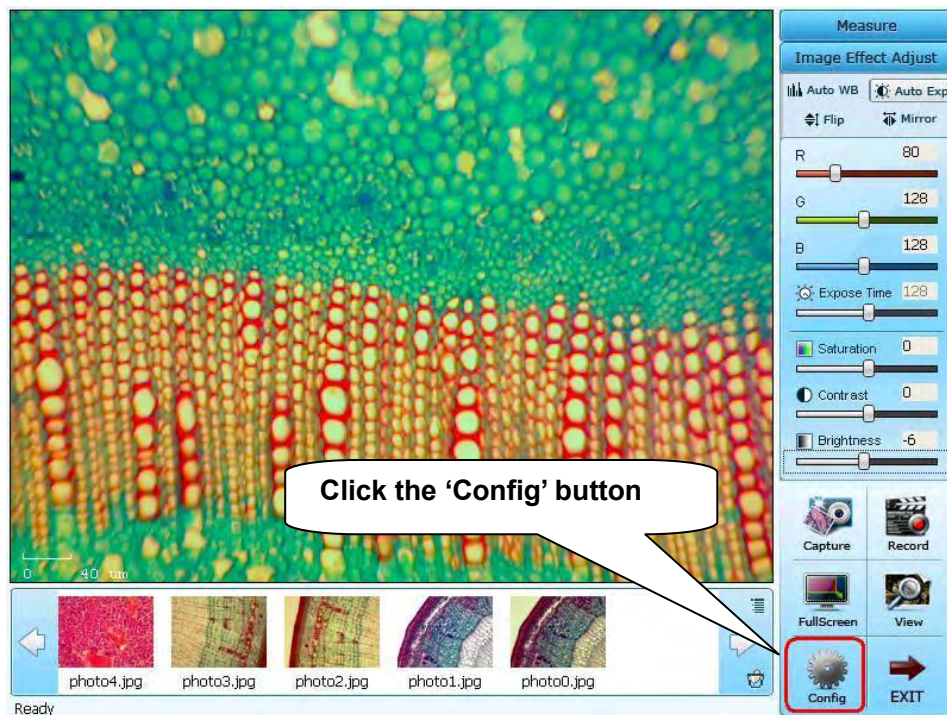 Measure
Image Effect Adjust
Auto WB
Auto Exp
Flip
Mirror
R 80
G 128
B 128
Expose Time 128
Saturation 0
Contrast 0
Brightness -6
Click the ‘Config’ button
Capture
Record
FullScreen
View
Config
EXIT
0 40 um
photo4.jpg
photo3.jpg
photo2.jpg
photo1.jpg
photo0.jpg
Ready